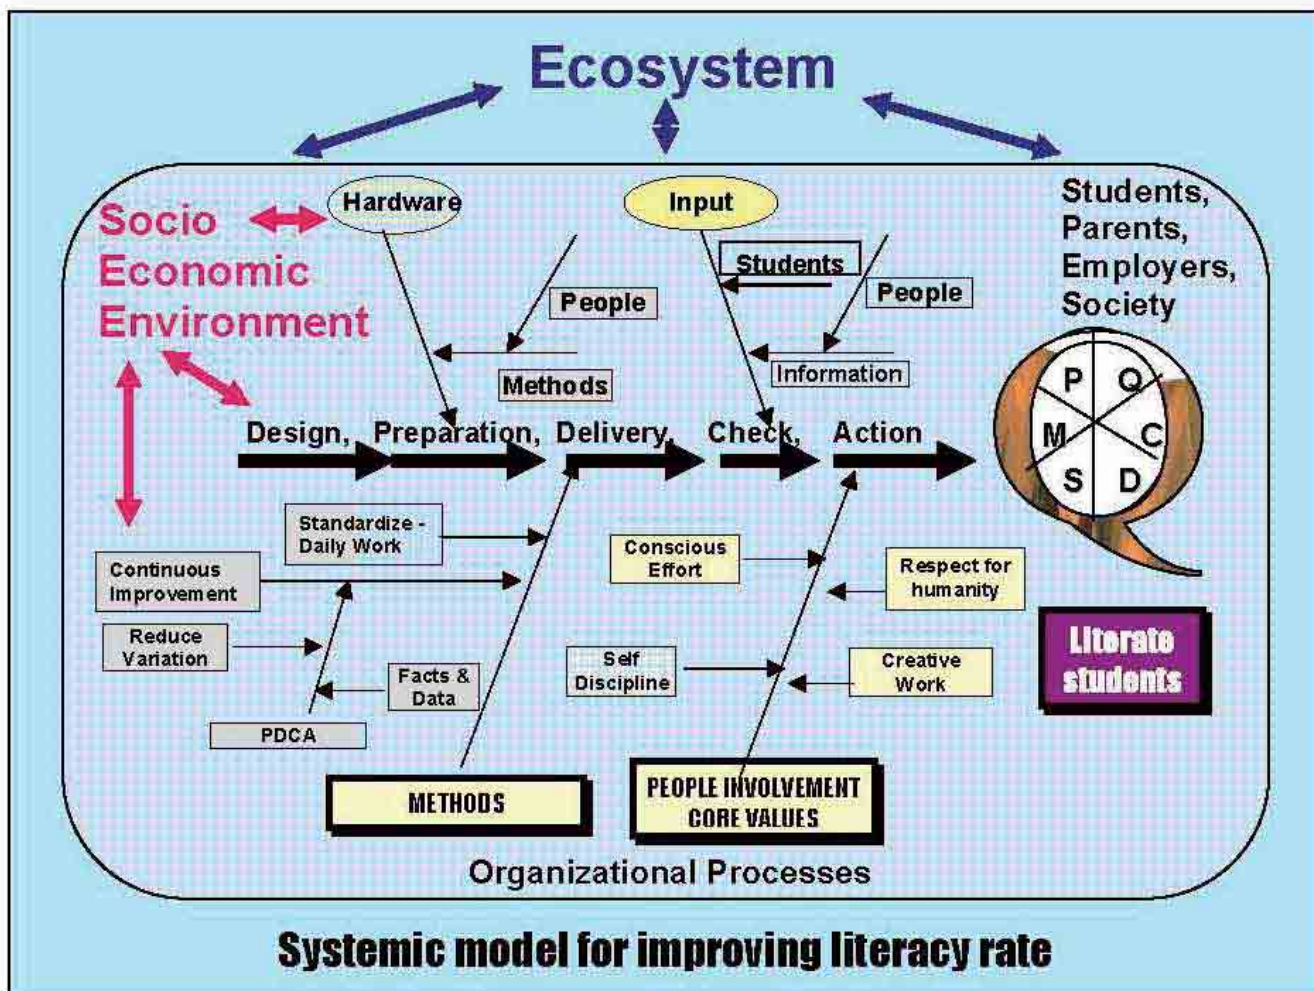 Ecosystem
Socio
Economic
Environment
Hardware
Input
Students,
Parents,
Employers,
Society
Students
People
People
Methods
Information
Design, Preparation, Delivery, Check, Action
P Q
M C
S D
Standardize -
Daily Work
Continuous
Improvement
Reduce
Variation
Facts &
Data
PDCA
Conscious
Effort
Respect for
humanity
Self
Discipline
Creative
Work
Literate
students
METHODS
PEOPLE INVOLVEMENT
CORE VALUES
Organizational Processes
Systemic model for improving literacy rate